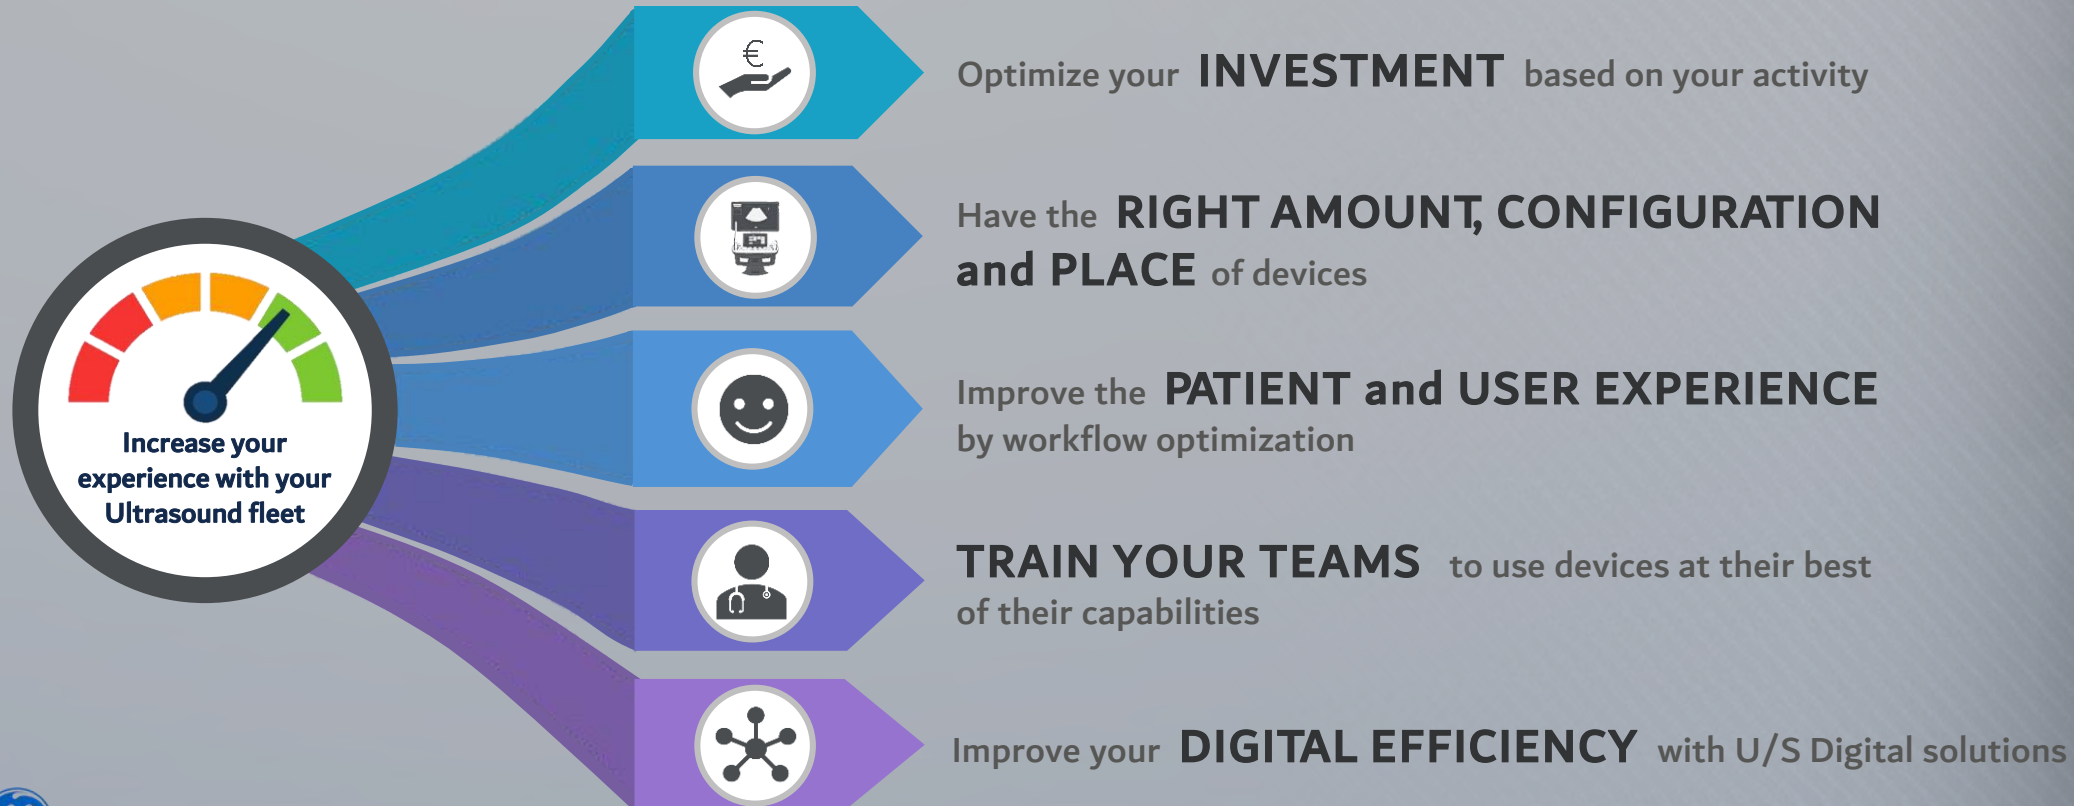 €
Optimize your INVESTMENT based on your activity
Have the RIGHT AMOUNT, CONFIGURATION
and PLACE of devices
Increase your
experience with your
Ultrasound fleet
Improve the PATIENT and USER EXPERIENCE
by workflow optimization
TRAIN YOUR TEAMS to use devices at their best
of their capabilities
Improve your DIGITAL EFFICIENCY with U/S Digital solutions